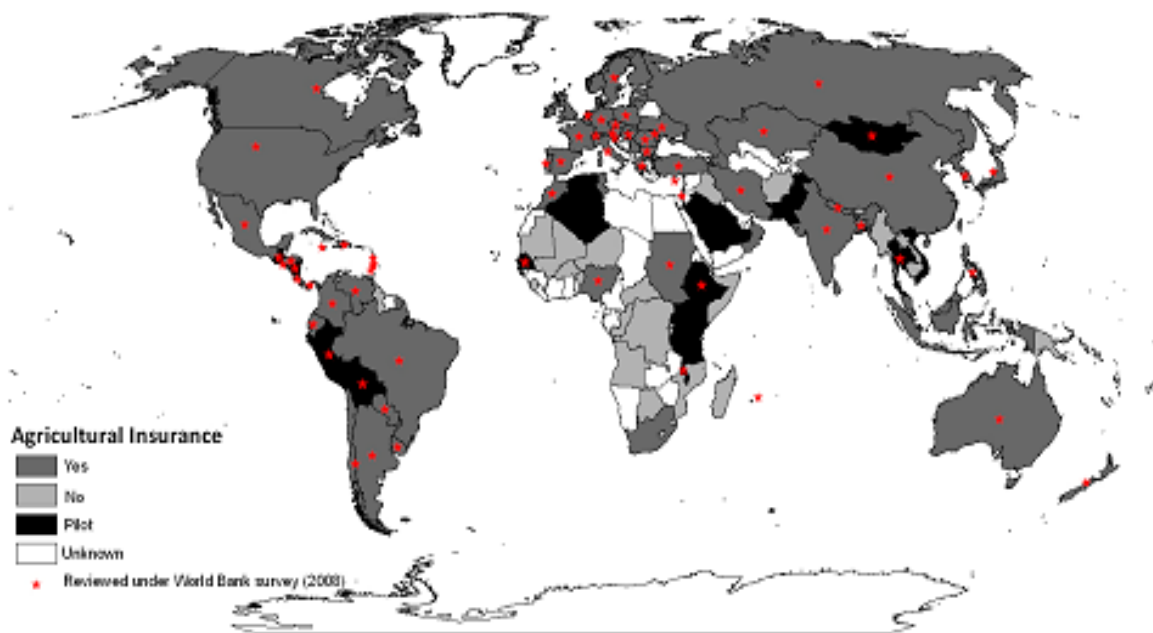 Agricultural Insurance
Yes
No
Pilot
Unknown
Reviewed under World Bank survey (2008)